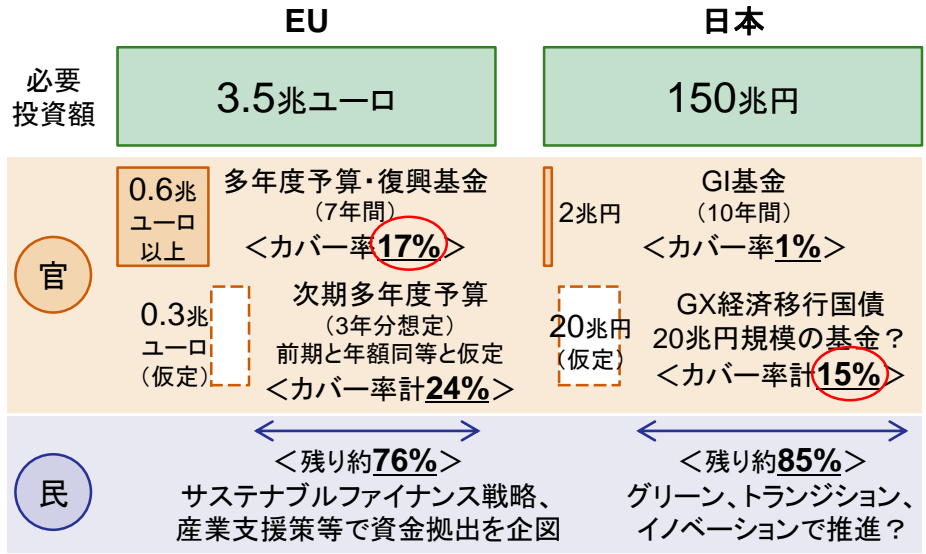 EU
日本
必要
投資額
3.5兆ユーロ
150兆円
官
0.6兆
ユーロ
以上
多年度予算・復興基金
（7年間）
＜カバー率17%＞
2兆円
GI基金
（10年間）
＜カバー率1%＞
0.3兆
ユーロ
（仮定）
次期多年度予算
（3年分想定）
前期と年額同等と仮定
＜カバー率計24%＞
20兆円
（仮定）
GX経済移行国債
20兆円規模の基金？
＜カバー率計15%＞
民
＜残り約76%＞
サステナブルファイナンス戦略、
産業支援策等で資金拠出を企図
＜残り約85%＞
グリーン、トランジション、
イノベーションで推進？